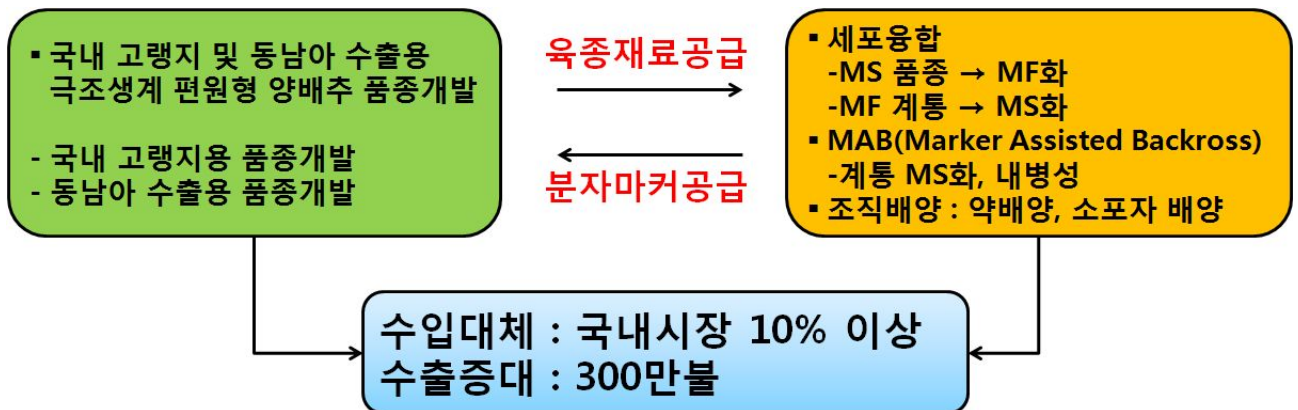 ▪ 국내 고랭지 및 동남아 수출용
극조생계 편원형 양배추 품종개발
- 국내 고랭지용 품종개발
- 동남아 수출용 품종개발
육종재료공급
분자마커공급
▪ 세포융합
-MS 품종 → MF화
-MF 계통 → MS화
▪ MAB(Marker Assisted Backross)
-계통 MS화, 내병성
▪ 조직배양 : 약배양, 소포자 배양
수입대체 : 국내시장 10% 이상
수출증대 : 300만불